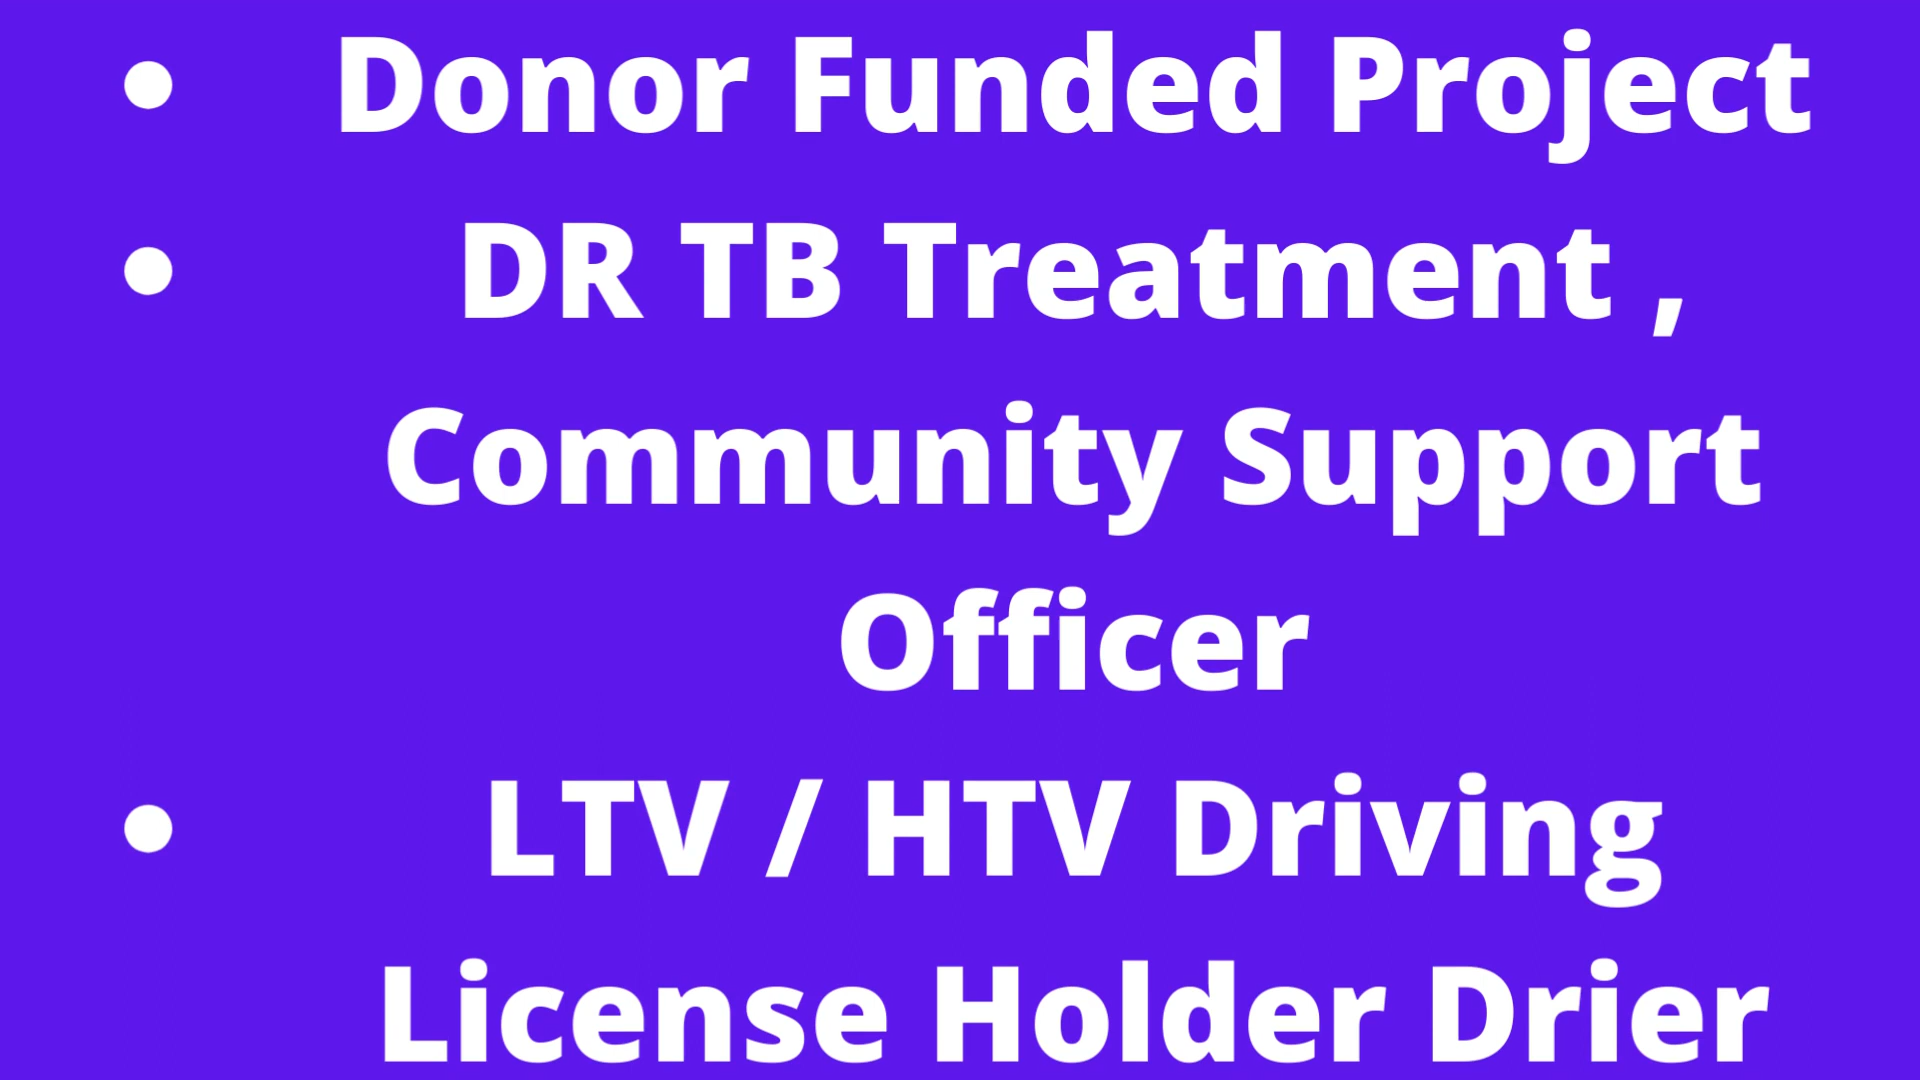 • Donor Funded Project
• DR TB Treatment ,
Community Support
Officer
• LTV / HTV Driving
License Holder Drier